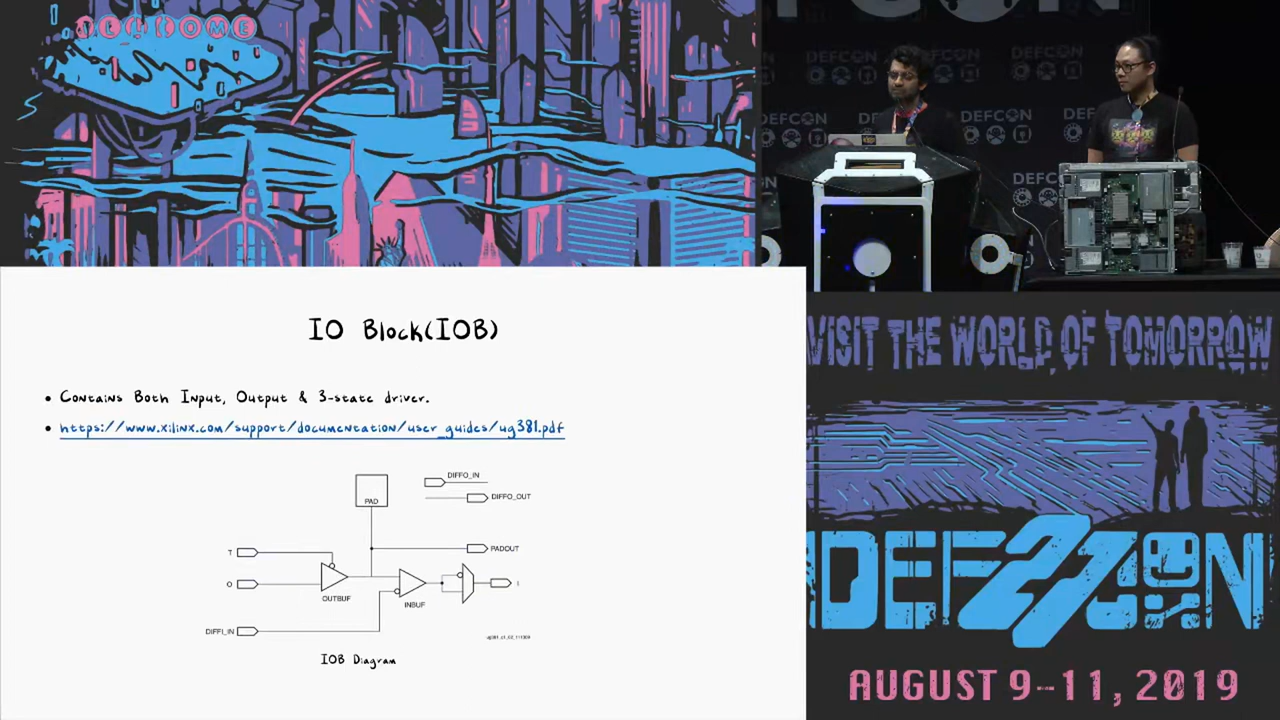 WELCOME
DEFCON
DEFCON
DEFCON
DEFCON
IO Block(IOB)
• Contains Both Input, Output & 3-state driver.
• https://www.xilinx.com/support/documentation/user_guides/ug381.pdf
PAD
DIFFO_IN
DIFFO_OUT
T
PADOUT
O
OUTBUF
INBUF
I
DIFFI_IN
IOB Diagram
VISIT THE WORLD OF TOMORROW
DEFCON
27
AUGUST 9-11, 2019